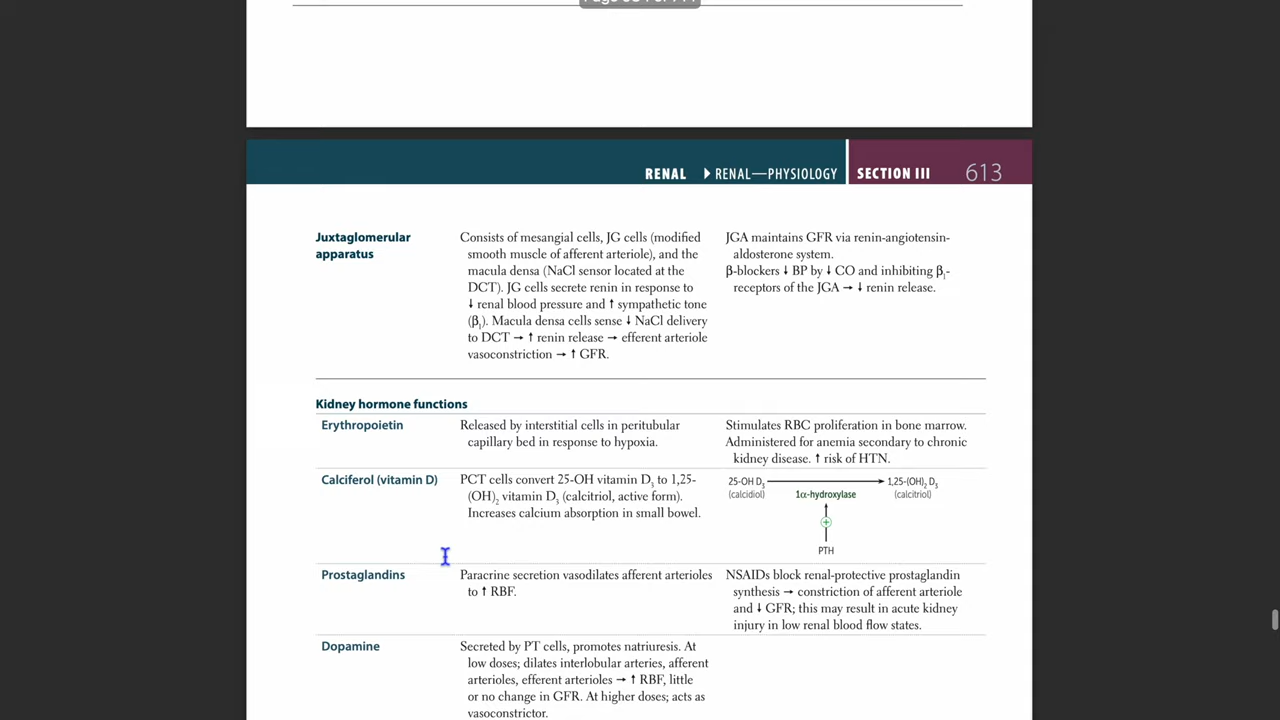 RENAL ▶ RENAL—PHYSIOLOGY SECTION III 613
Juxtaglomerular
apparatus
Consists of mesangial cells, JG cells (modified
smooth muscle of afferent arteriole), and the
macula densa (NaCl sensor located at the
DCT). JG cells secrete renin in response to
↓ renal blood pressure and ↑ sympathetic tone
(β₁). Macula densa cells sense ↓ NaCl delivery
to DCT → ↑ renin release → efferent arteriole
vasoconstriction → ↑ GFR.
JGA maintains GFR via renin-angiotensin-
aldosterone system.
β-blockers ↓ BP by ↓ CO and inhibiting β₁-
receptors of the JGA → ↓ renin release.
Kidney hormone functions
Erythropoietin
Released by interstitial cells in peritubular
capillary bed in response to hypoxia.
Stimulates RBC proliferation in bone marrow.
Administered for anemia secondary to chronic
kidney disease. ↑ risk of HTN.
Calciferol (vitamin D)
PCT cells convert 25-OH vitamin D₃ to 1,25-
(OH)₂ vitamin D₃ (calcitriol, active form).
Increases calcium absorption in small bowel.
25-OH D₃ → 1,25-(OH)₂ D₃
(calcidiol) 1α-hydroxylase (calcitriol)
+
PTH
Prostaglandins
Paracrine secretion vasodilates afferent arterioles
to ↑ RBF.
NSAIDs block renal-protective prostaglandin
synthesis → constriction of afferent arteriole
and ↓ GFR; this may result in acute kidney
injury in low renal blood flow states.
Dopamine
Secreted by PT cells, promotes natriuresis. At
low doses; dilates interlobular arteries, afferent
arterioles, efferent arterioles → ↑ RBF, little
or no change in GFR. At higher doses; acts as
vasoconstrictor.